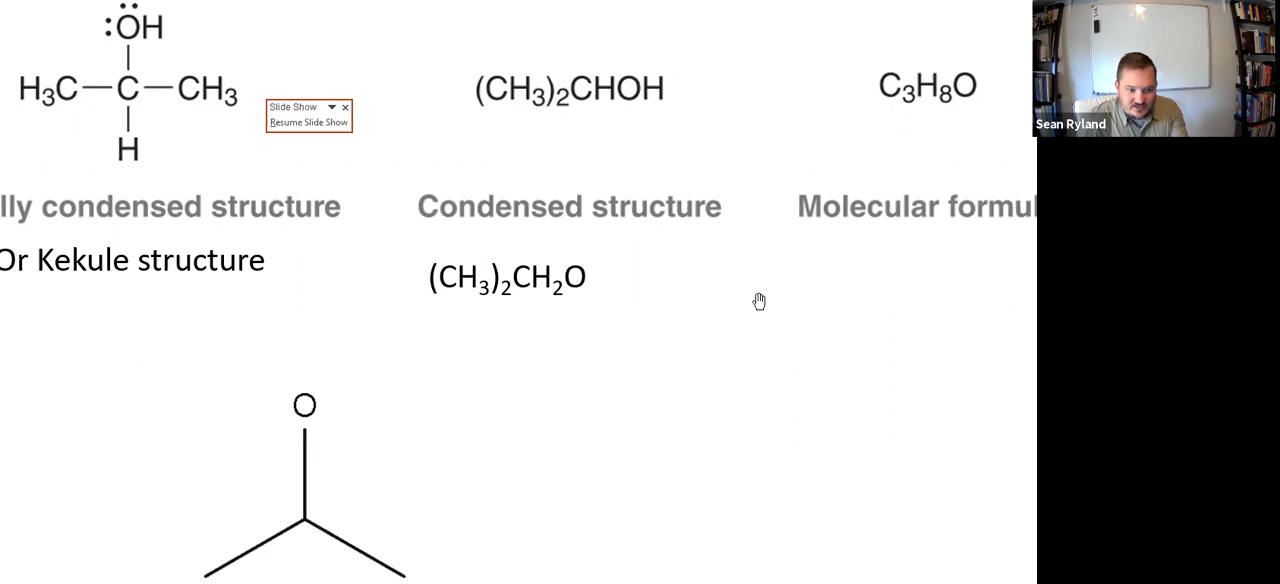 :ÖH
H₃C—C—CH₃
H
(CH₃)₂CHOH
C₃H₈O
Slide Show
Resume Slide Show
Sean Ryland
lly condensed structure
Condensed structure
Molecular formul
Or Kekule structure
(CH₃)₂CH₂O
O